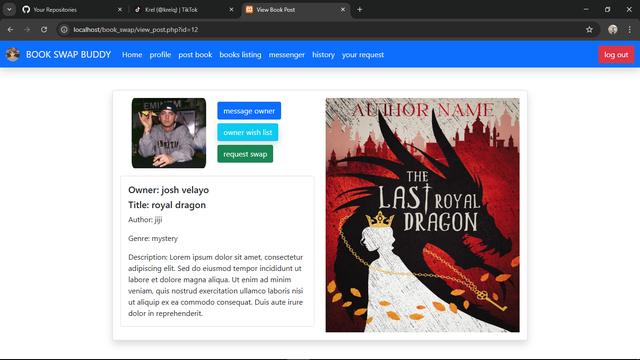 Your Repositories
Krel (@krelq) | TikTok
View Book Post
localhost/book_swap/view_post.php?id=12
BOOK SWAP BUDDY
Home
profile
post book
books listing
messenger
history
your request
log out
EMINEM
message owner
owner wish list
request swap
Owner: josh velayo
Title: royal dragon
Author: jiji
Genre: mystery
Description: Lorem ipsum dolor sit amet, consectetur
adipiscing elit. Sed do eiusmod tempor incididunt ut
labore et dolore magna aliqua. Ut enim ad minim
veniam, quis nostrud exercitation ullamco laboris nisi
ut aliquip ex ea commodo consequat. Duis aute irure
dolor in reprehenderit.
AUTHOR NAME
THE
LAST ROYAL
DRAGON